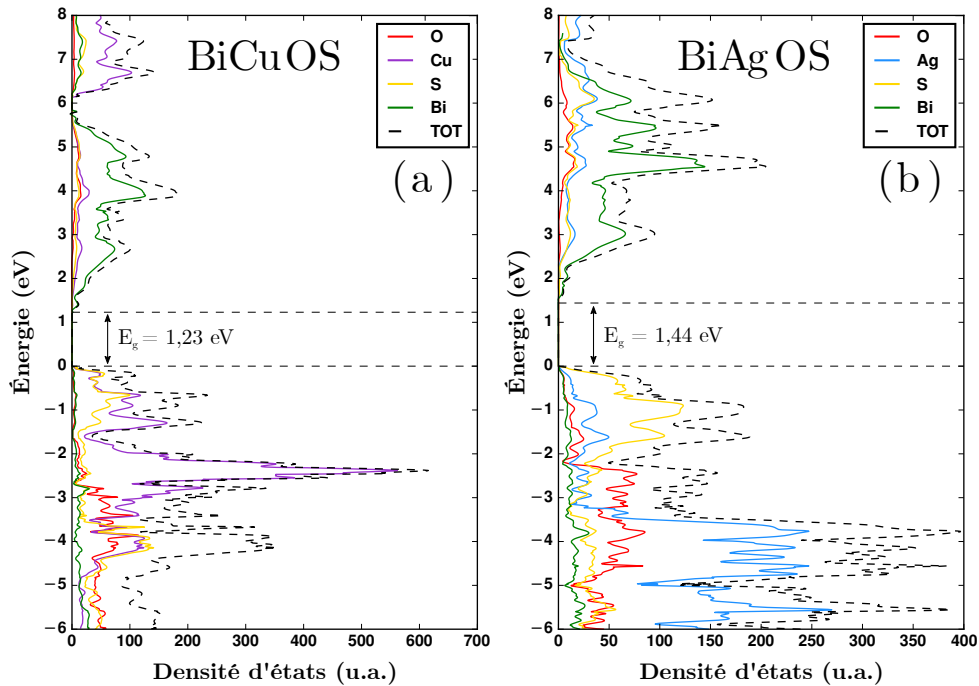 BiCuOS
O
Cu
S
Bi
TOT
(a)
E_g = 1,23 eV
Énergie (eV)
8
7
6
5
4
3
2
1
0
−1
−2
−3
−4
−5
−6
0
100
200
300
400
500
600
700
Densité d'états (u.a.)
BiAgOS
O
Ag
S
Bi
TOT
(b)
E_g = 1,44 eV
Énergie (eV)
8
7
6
5
4
3
2
1
0
−1
−2
−3
−4
−5
−6
0
50
100
150
200
250
300
350
400
Densité d'états (u.a.)